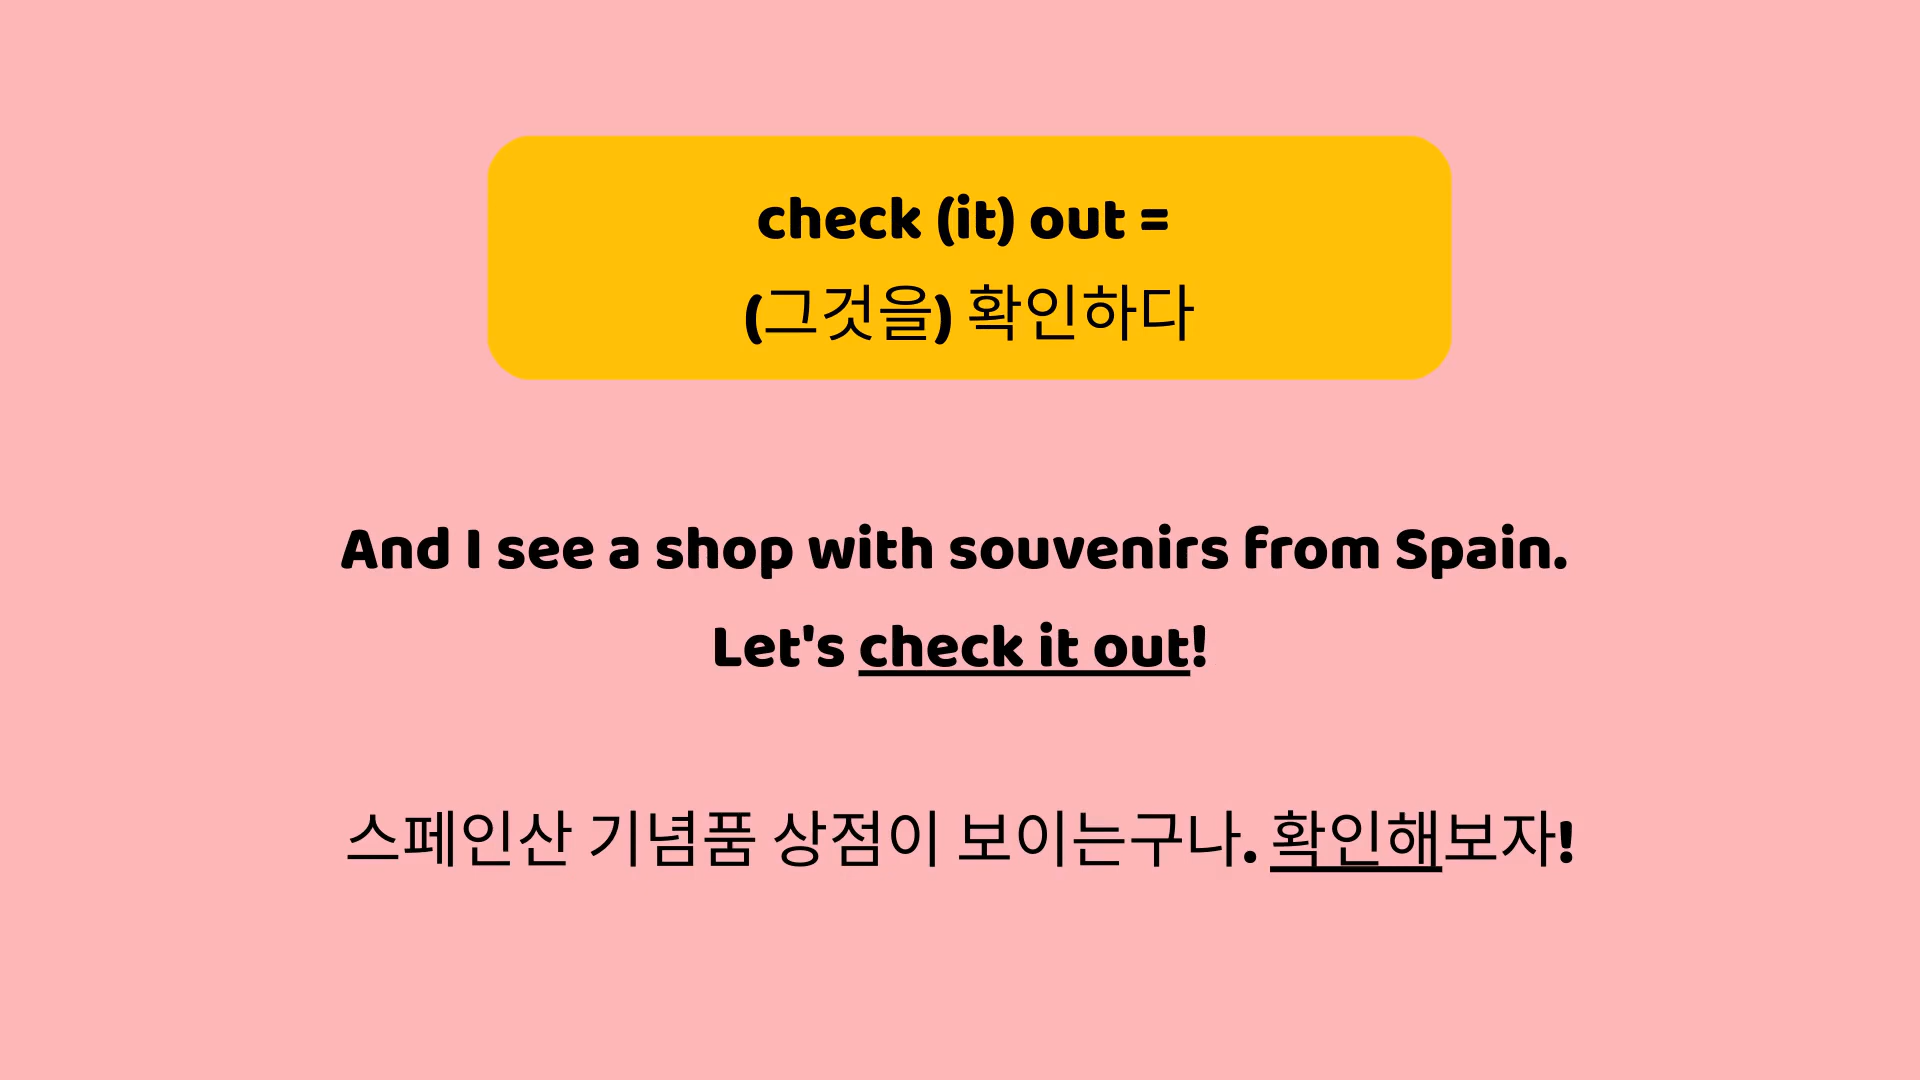 check (it) out =
(그것을) 확인하다
And I see a shop with souvenirs from Spain.
Let's check it out!
스페인산 기념품 상점이 보이는구나. 확인해보자!